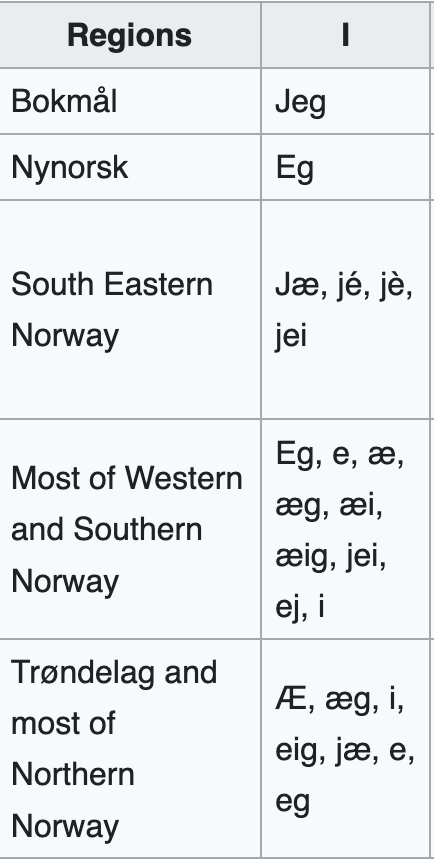 Regions I
Bokmål Jeg
Nynorsk Eg
South Eastern
Norway
Jæ, jé, jè,
jei
Most of Western
and Southern
Norway
Eg, e, æ,
æg, æi,
æig, jei,
ej, i
Trøndelag and
most of
Northern
Norway
Æ, æg, i,
eig, jæ, e,
eg